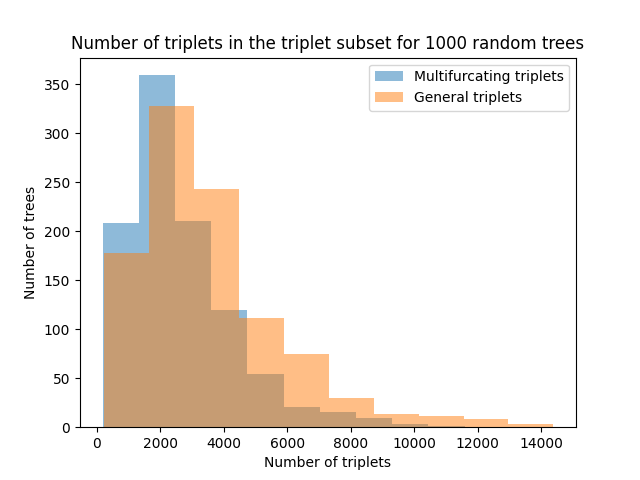 Number of triplets in the triplet subset for 1000 random trees
Multifurcating triplets
General triplets
350
300
250
200
150
100
50
0
Number of trees
0 2000 4000 6000 8000 10000 12000 14000
Number of triplets